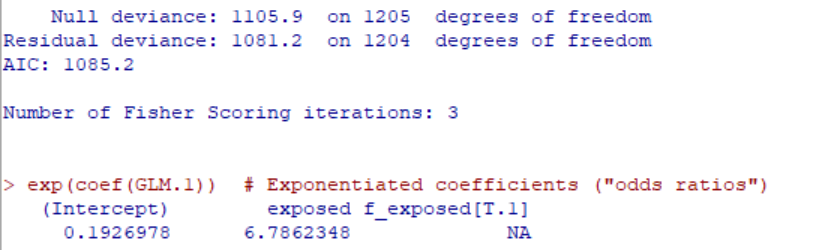 Null deviance: 1105.9  on 1205  degrees of freedom
Residual deviance: 1081.2  on 1204  degrees of freedom
AIC: 1085.2
Number of Fisher Scoring iterations: 3
> exp(coef(GLM.1))  # Exponentiated coefficients ("odds ratios")
(Intercept)        exposed f_exposed[T.1]
0.1926978      6.7862348             NA